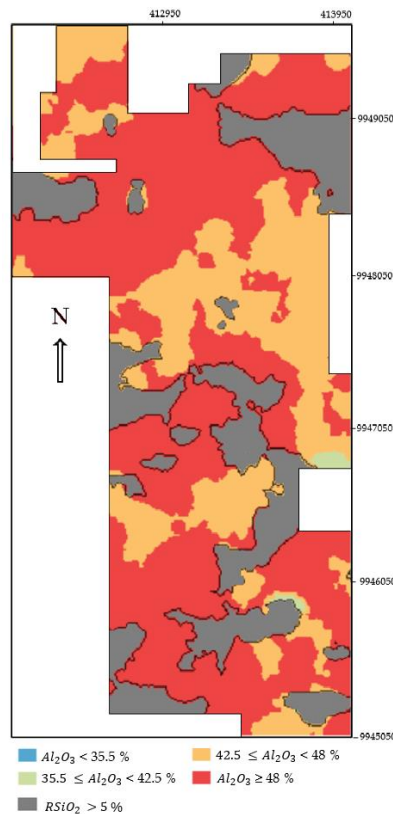 412950 413950
9949050
9948050
N
9947050
9946050
9945050
Al₂O₃ < 35.5 % 42.5 ≤ Al₂O₃ < 48 %
35.5 ≤ Al₂O₃ < 42.5 % Al₂O₃ ≥ 48 %
RSiO₂ > 5 %